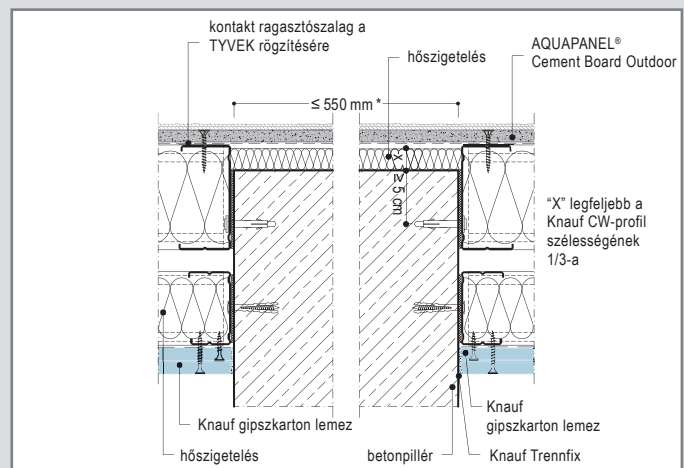 kontakt ragasztószalag a
TYVEK rögzítésére
hőszigetelés
AQUAPANEL®
Cement Board Outdoor
≤ 550 mm *
x
≥ 5 cm
"X" legfeljebb a
Knauf CW-profil
szélességének
1/3-a
Knauf gipszkarton lemez
hőszigetelés
betonpillér
Knauf
gipszkarton lemez
Knauf Trennfix